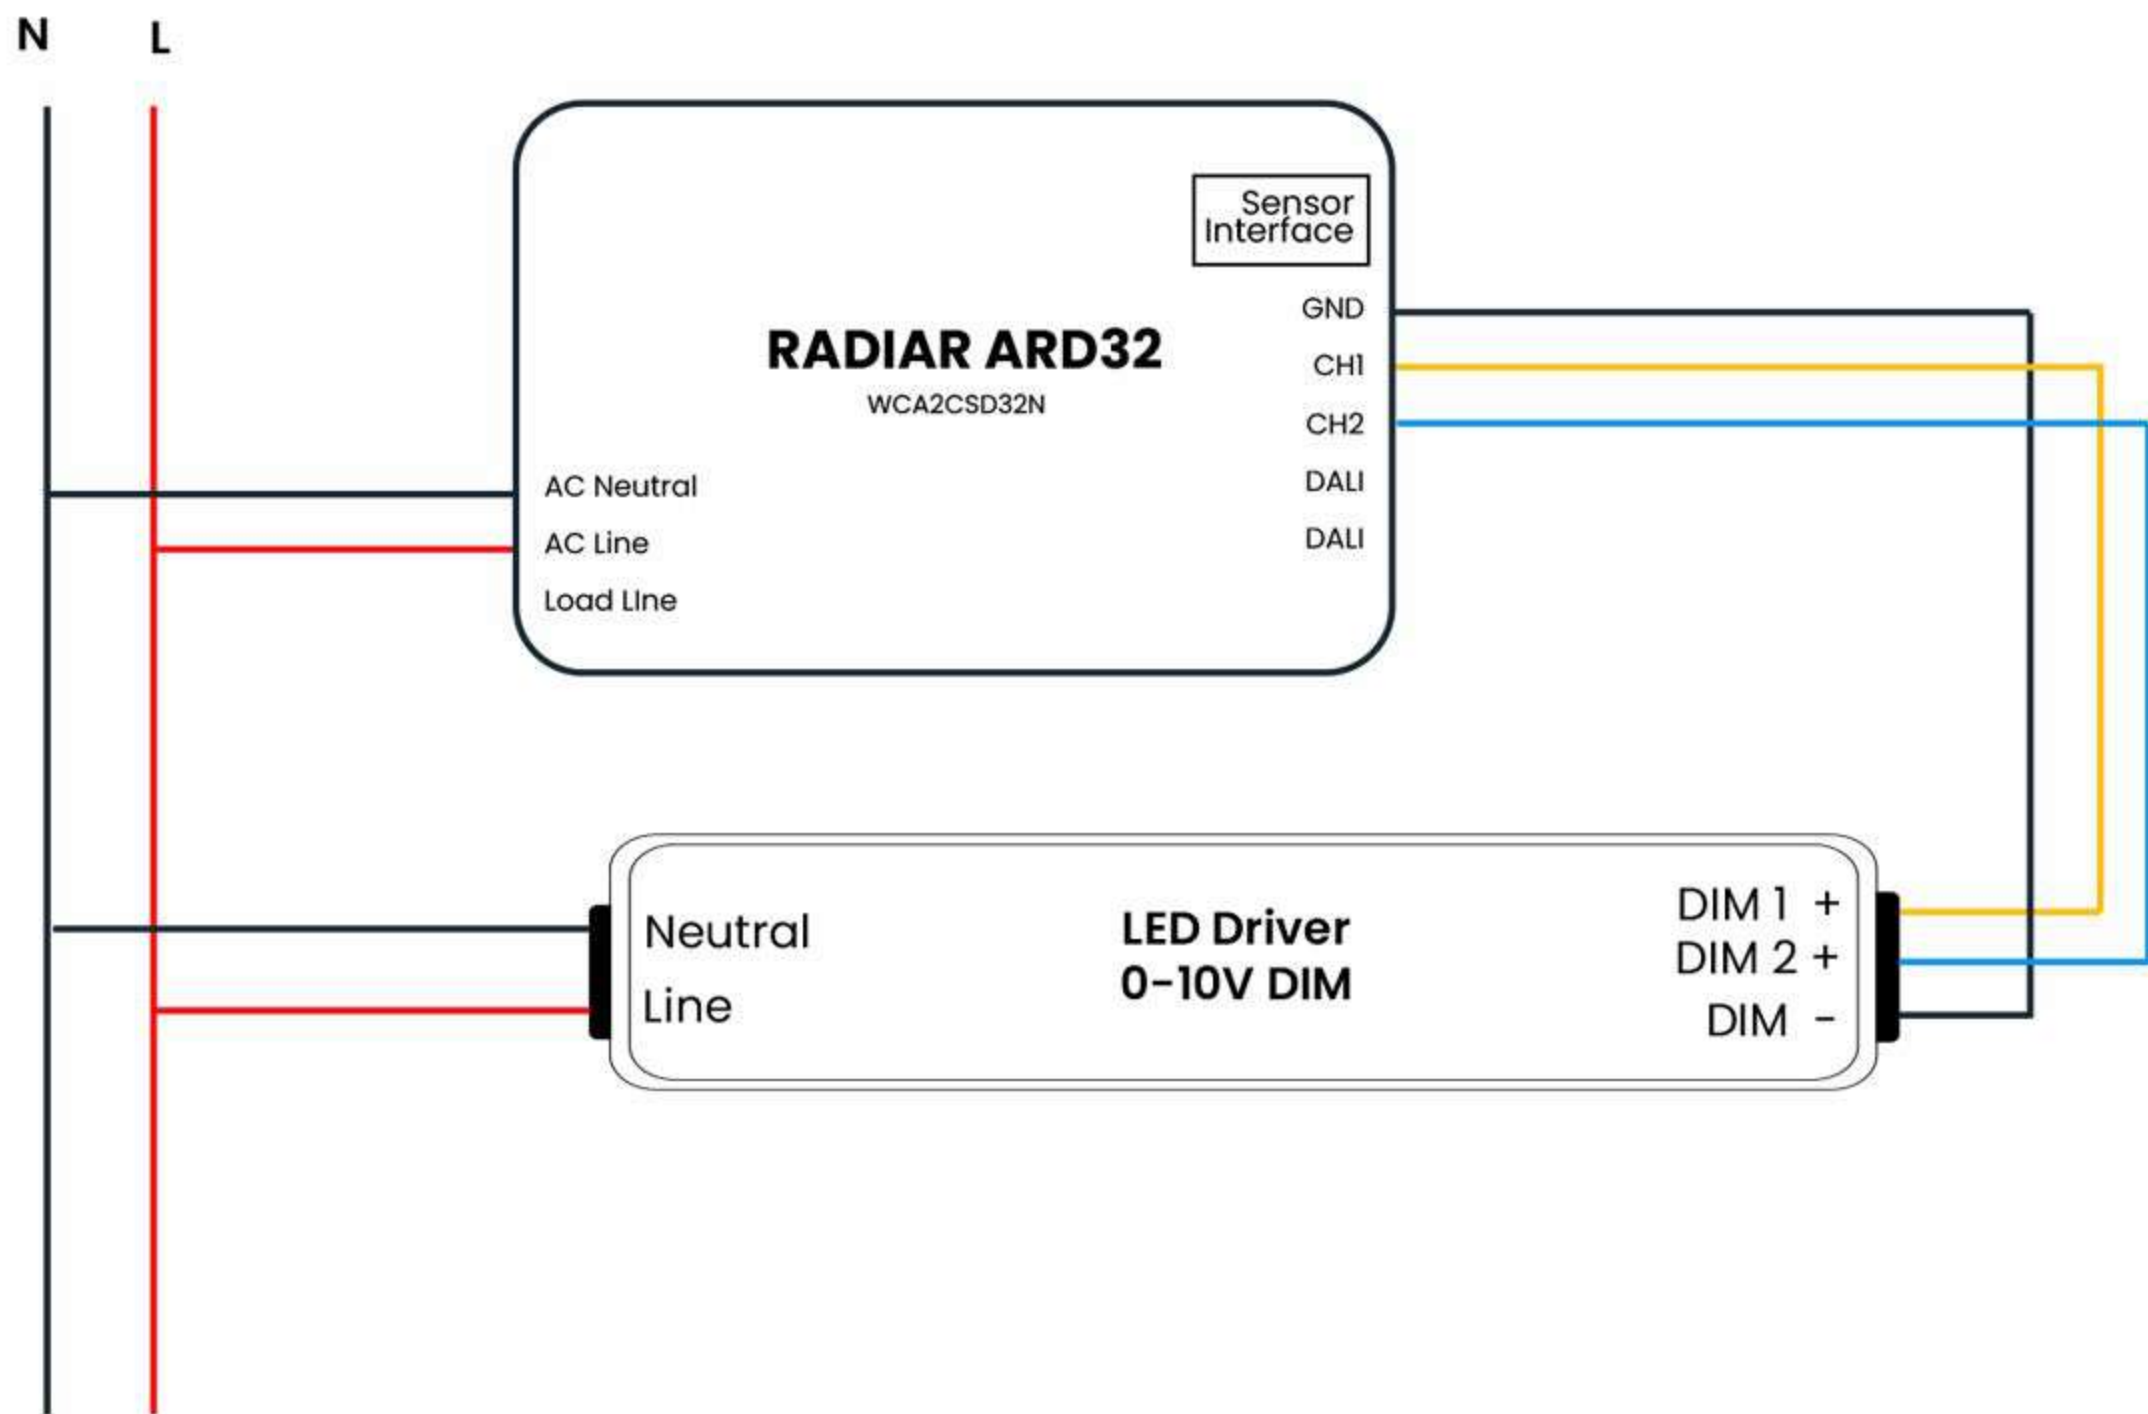 N
L
Sensor
Interface
GND
RADIAR ARD32
CH1
WCA2CSD32N
CH2
AC Neutral
DALI
AC Line
DALI
Load LIne
Neutral
Line
LED Driver
0-10V DIM
DIM 1 +
DIM 2 +
DIM -